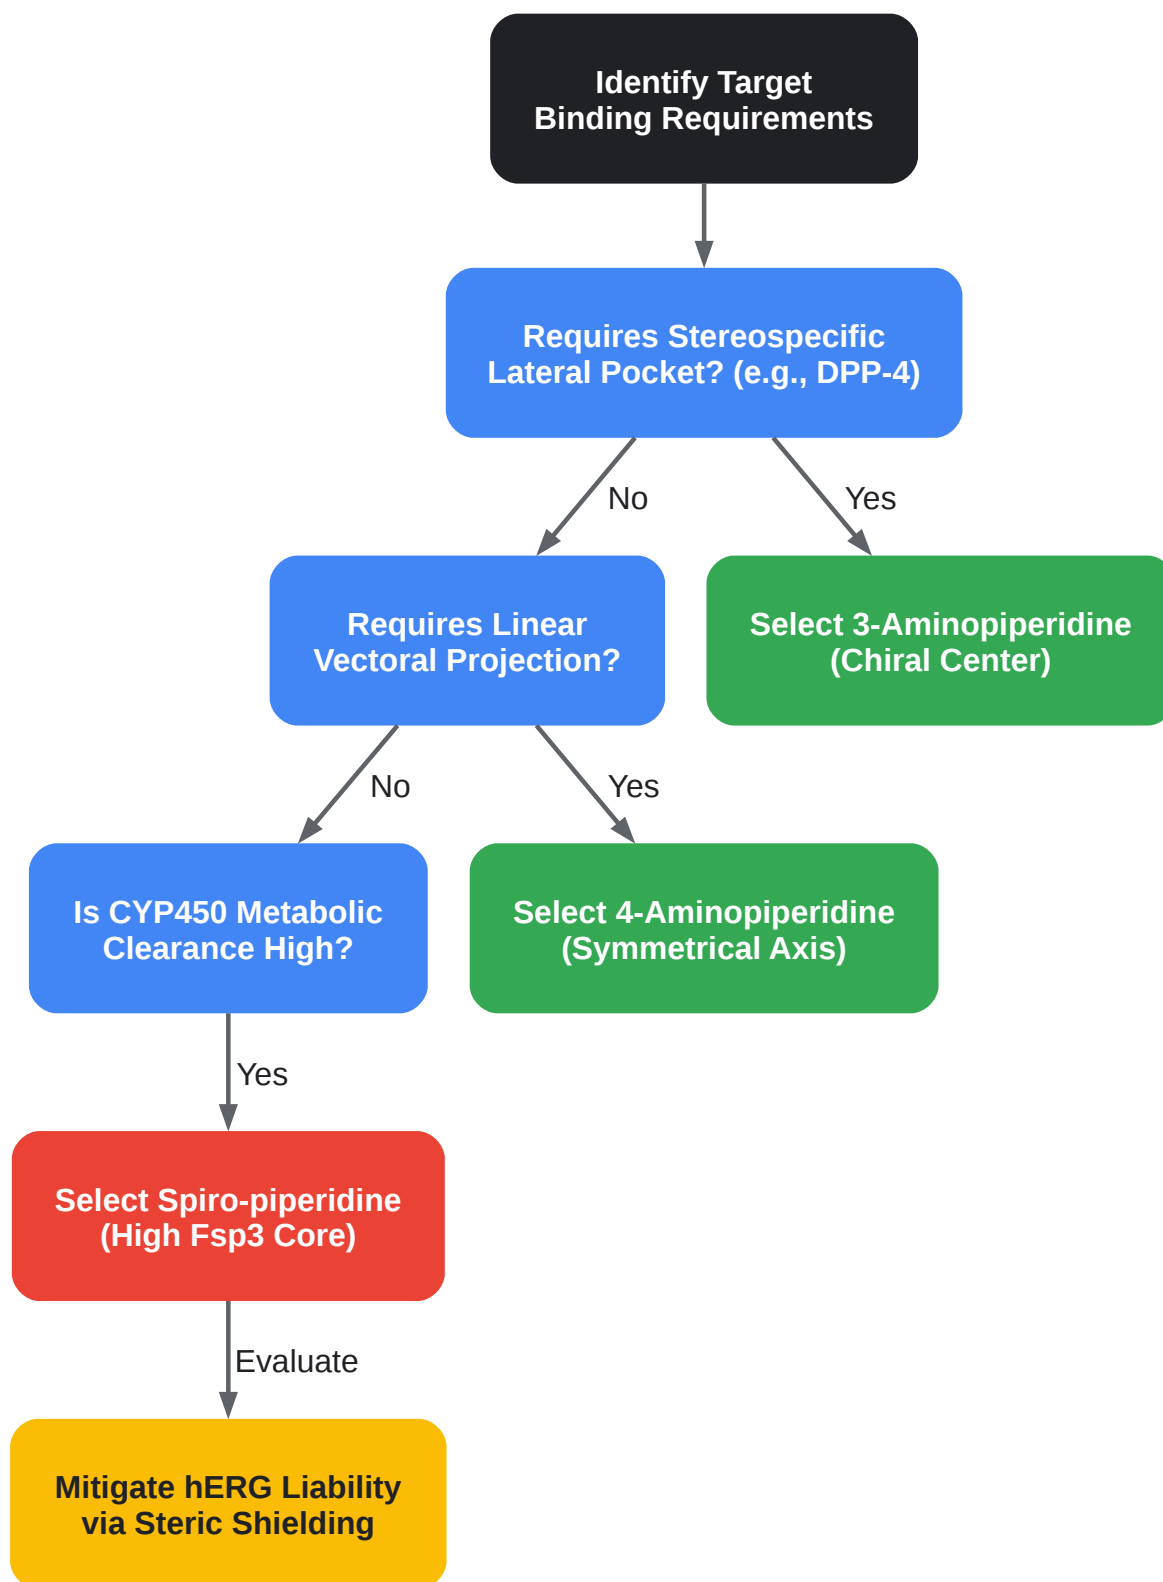 Identify Target
Binding Requirements
Requires Stereospecific
Lateral Pocket? (e.g., DPP-4)
No
Yes
Requires Linear
Vectoral Projection?
Select 3-Aminopiperidine
(Chiral Center)
No
Yes
Is CYP450 Metabolic
Clearance High?
Select 4-Aminopiperidine
(Symmetrical Axis)
Yes
Select Spiro-piperidine
(High Fsp3 Core)
Evaluate
Mitigate hERG Liability
via Steric Shielding